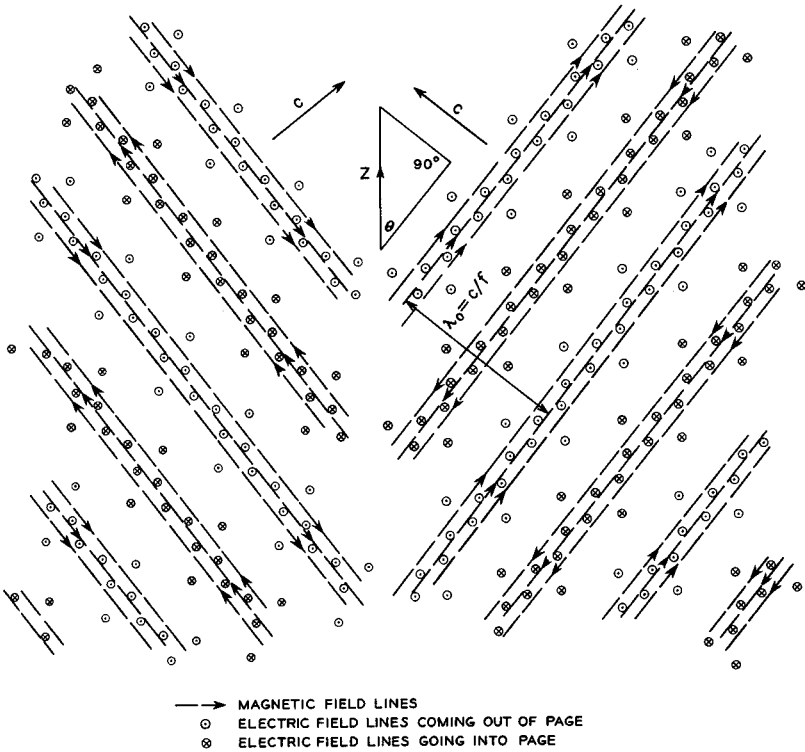 C
C
Z
90°
θ
λ₀=c/f
MAGNETIC FIELD LINES
ELECTRIC FIELD LINES COMING OUT OF PAGE
ELECTRIC FIELD LINES GOING INTO PAGE